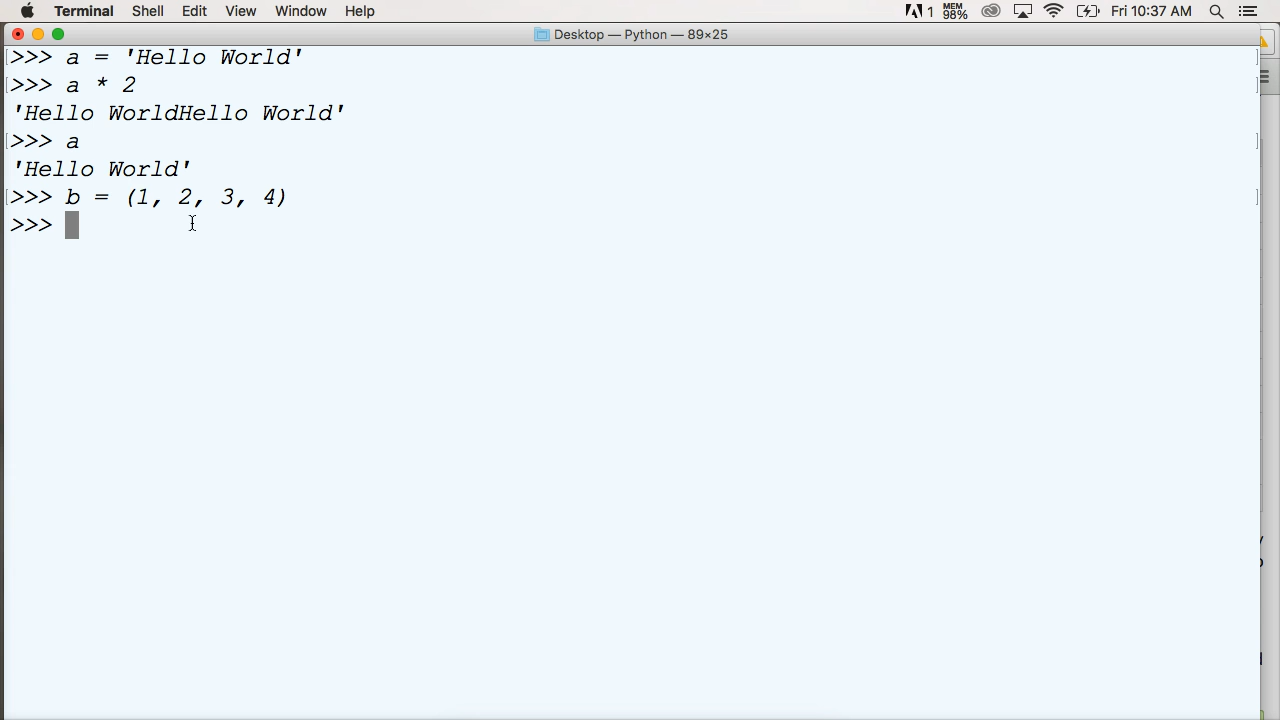 Terminal Shell Edit View Window Help 1 MEM 98% Fri 10:37 AM
Desktop — Python — 89×25
>>> a = 'Hello World'
>>> a * 2
'Hello WorldHello World'
>>> a
'Hello World'
>>> b = (1, 2, 3, 4)
>>>